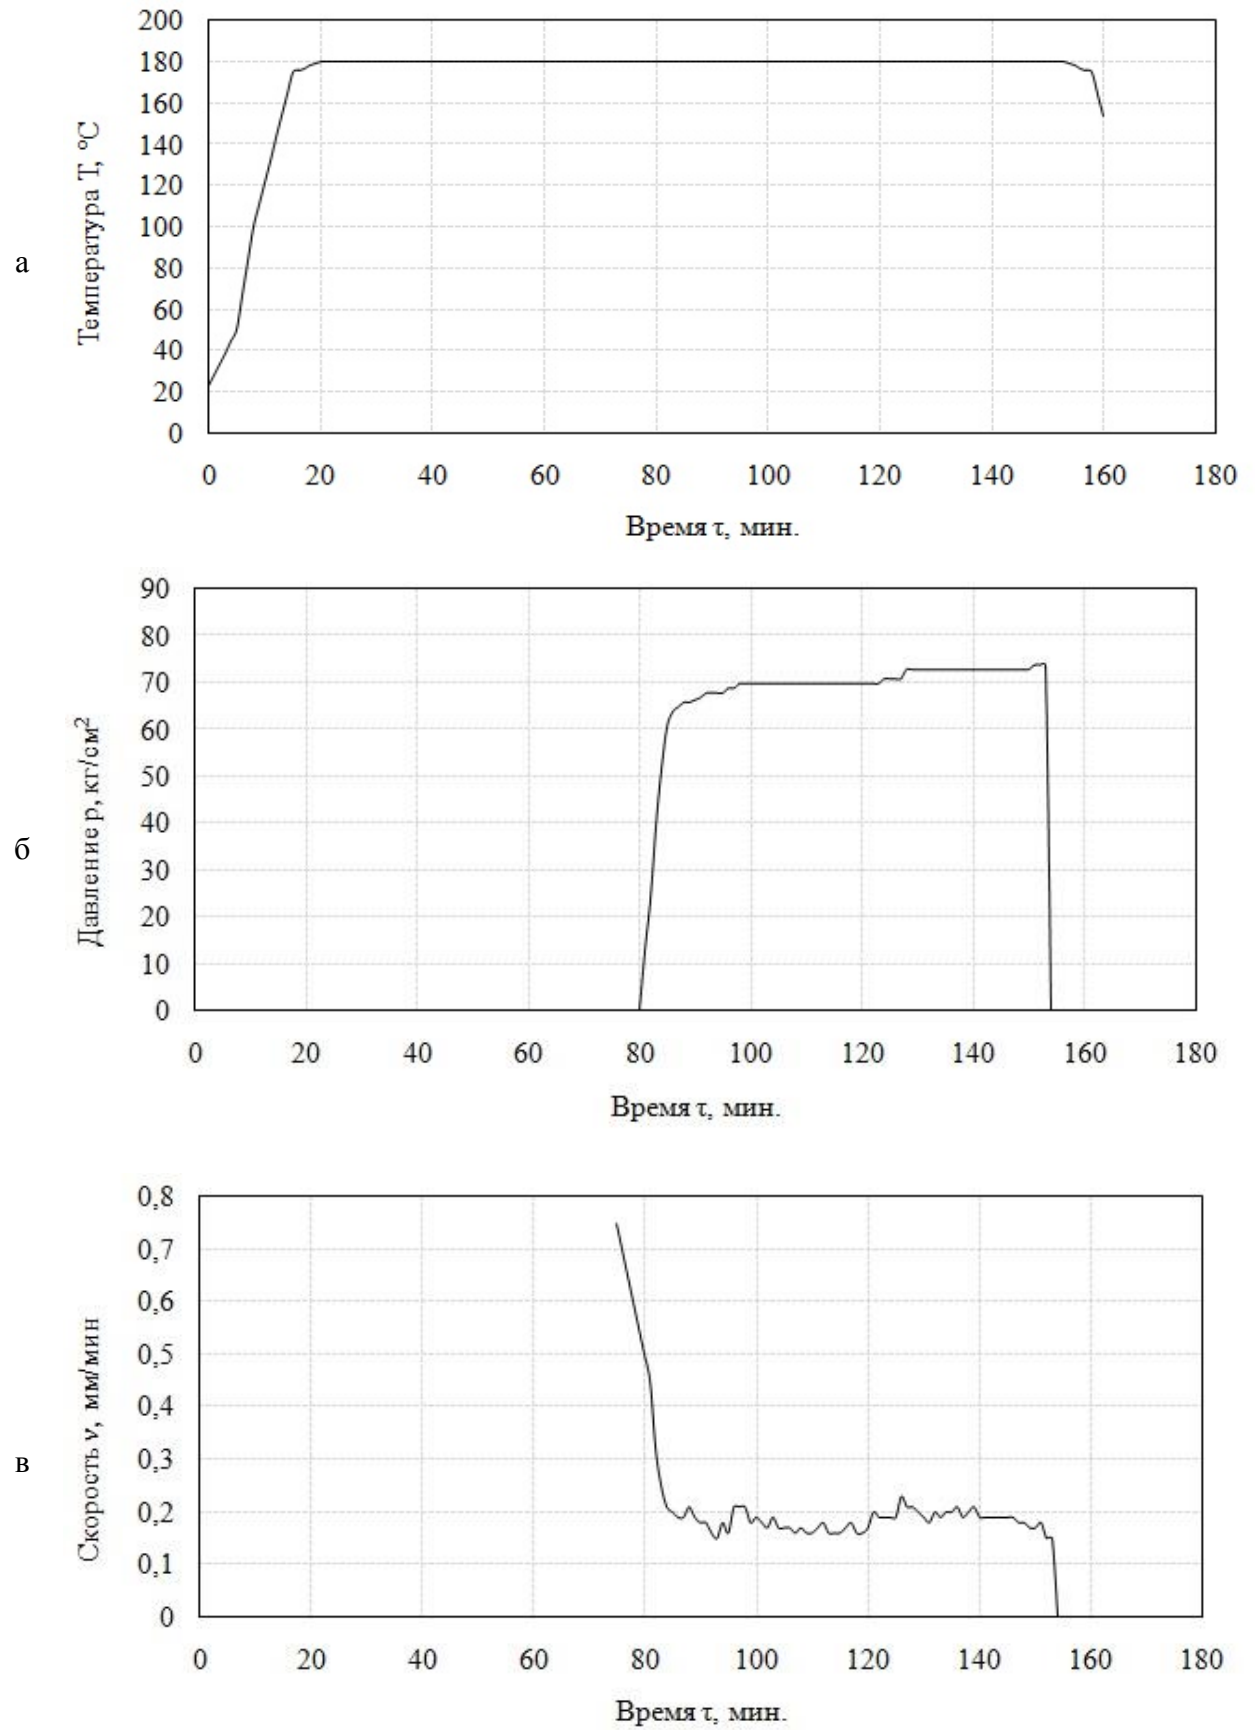 200
180
160
140
120
100
80
60
40
20
0
Температура T, °C
а
0 20 40 60 80 100 120 140 160 180
Время τ, мин.
90
80
70
60
50
40
30
20
10
0
Давление p, кг/см²
б
0 20 40 60 80 100 120 140 160 180
Время τ, мин.
0,8
0,7
0,6
0,5
0,4
0,3
0,2
0,1
0
Скорость v, мм/мин
в
0 20 40 60 80 100 120 140 160 180
Время τ, мин.